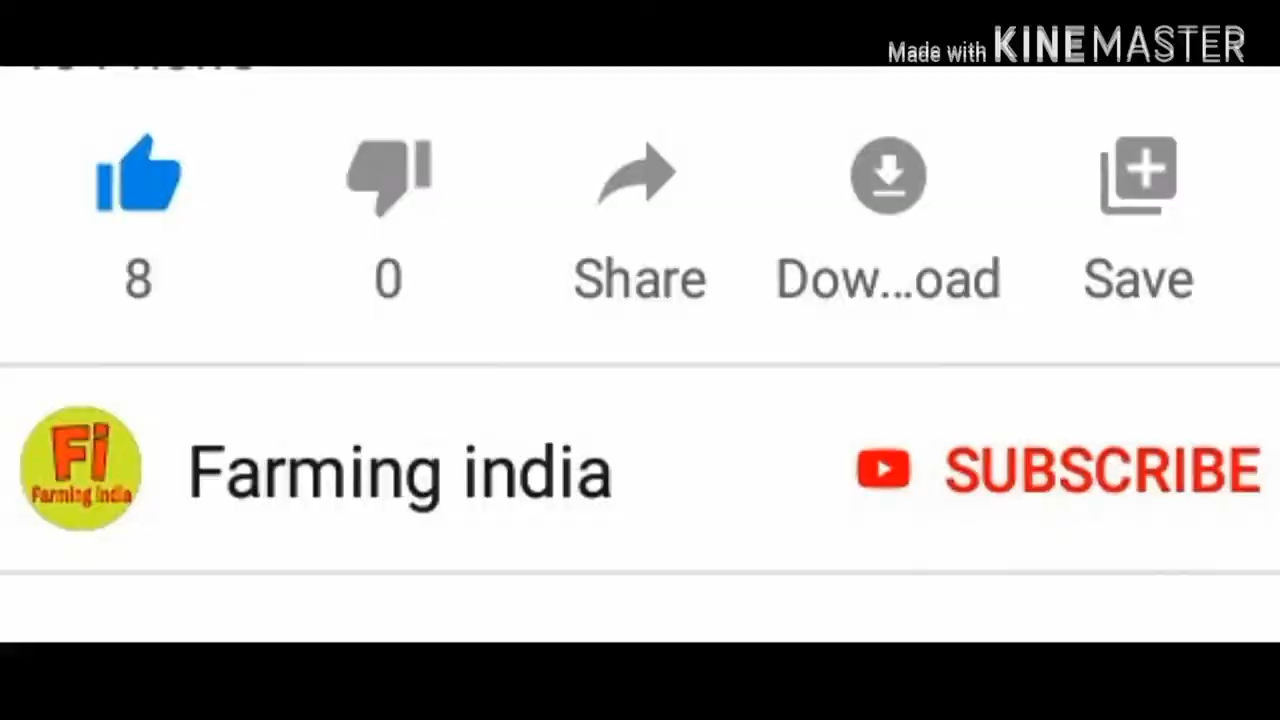 Made with KINEMASTER
8
0
Share
Dow...oad
Save
Fi
Farming india
Farming india
SUBSCRIBE